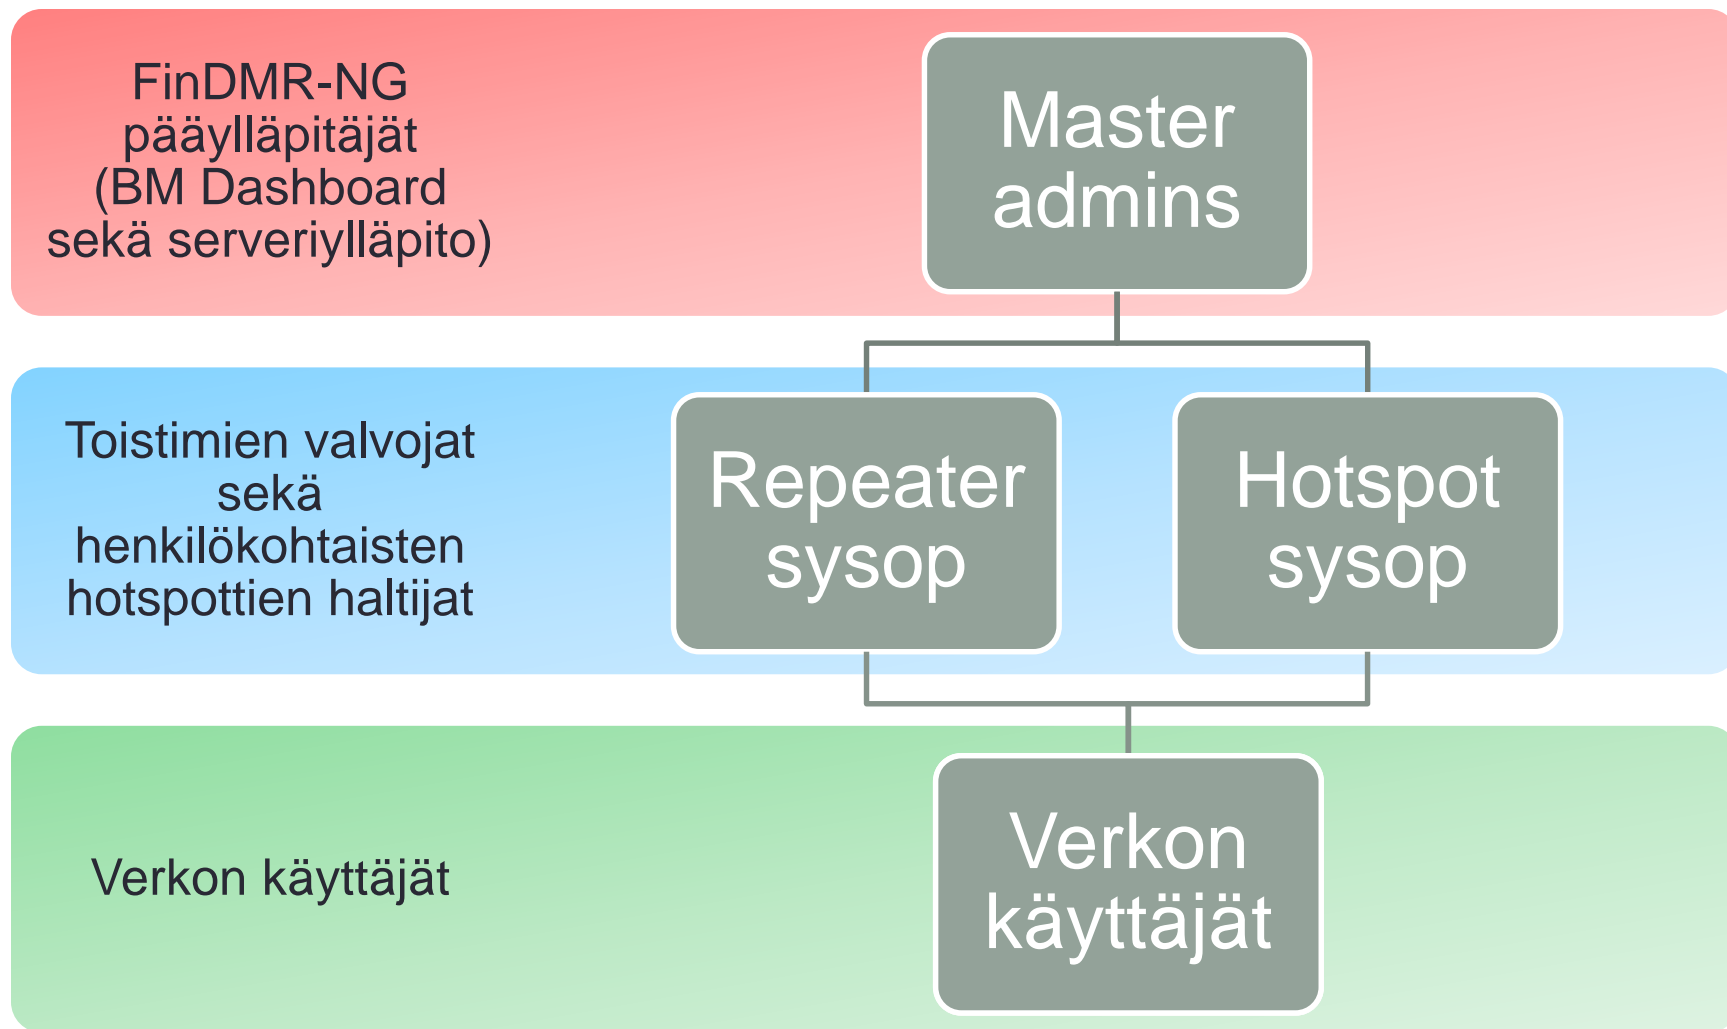 FinDMR-NG
pääylläpitäjät
(BM Dashboard
sekä serveriylläpito)
Master
admins
Toistimien valvojat
sekä
henkilökohtaisten
hotspottien haltijat
Repeater
sysop
Hotspot
sysop
Verkon käyttäjät
Verkon
käyttäjät